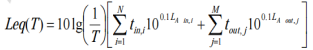 Leq(T) = 10lg(1/T)[∑_{j=1}^{N} t_{in,j}10^{0.1L_{A in,j}} + ∑_{j=1}^{M} t_{out,j}10^{0.1L_{A out,j}}]